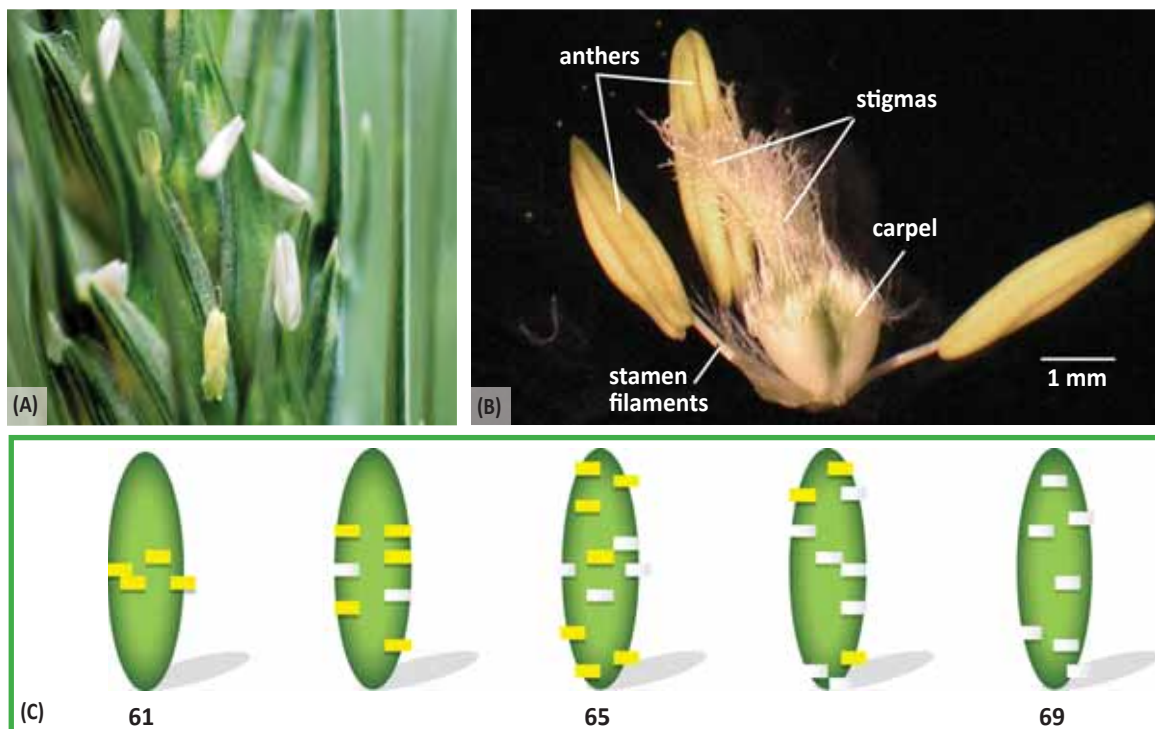 anthers
stigmas
carpel
stamen
filaments
1 mm
(A)
(B)
(C)
61
65
69